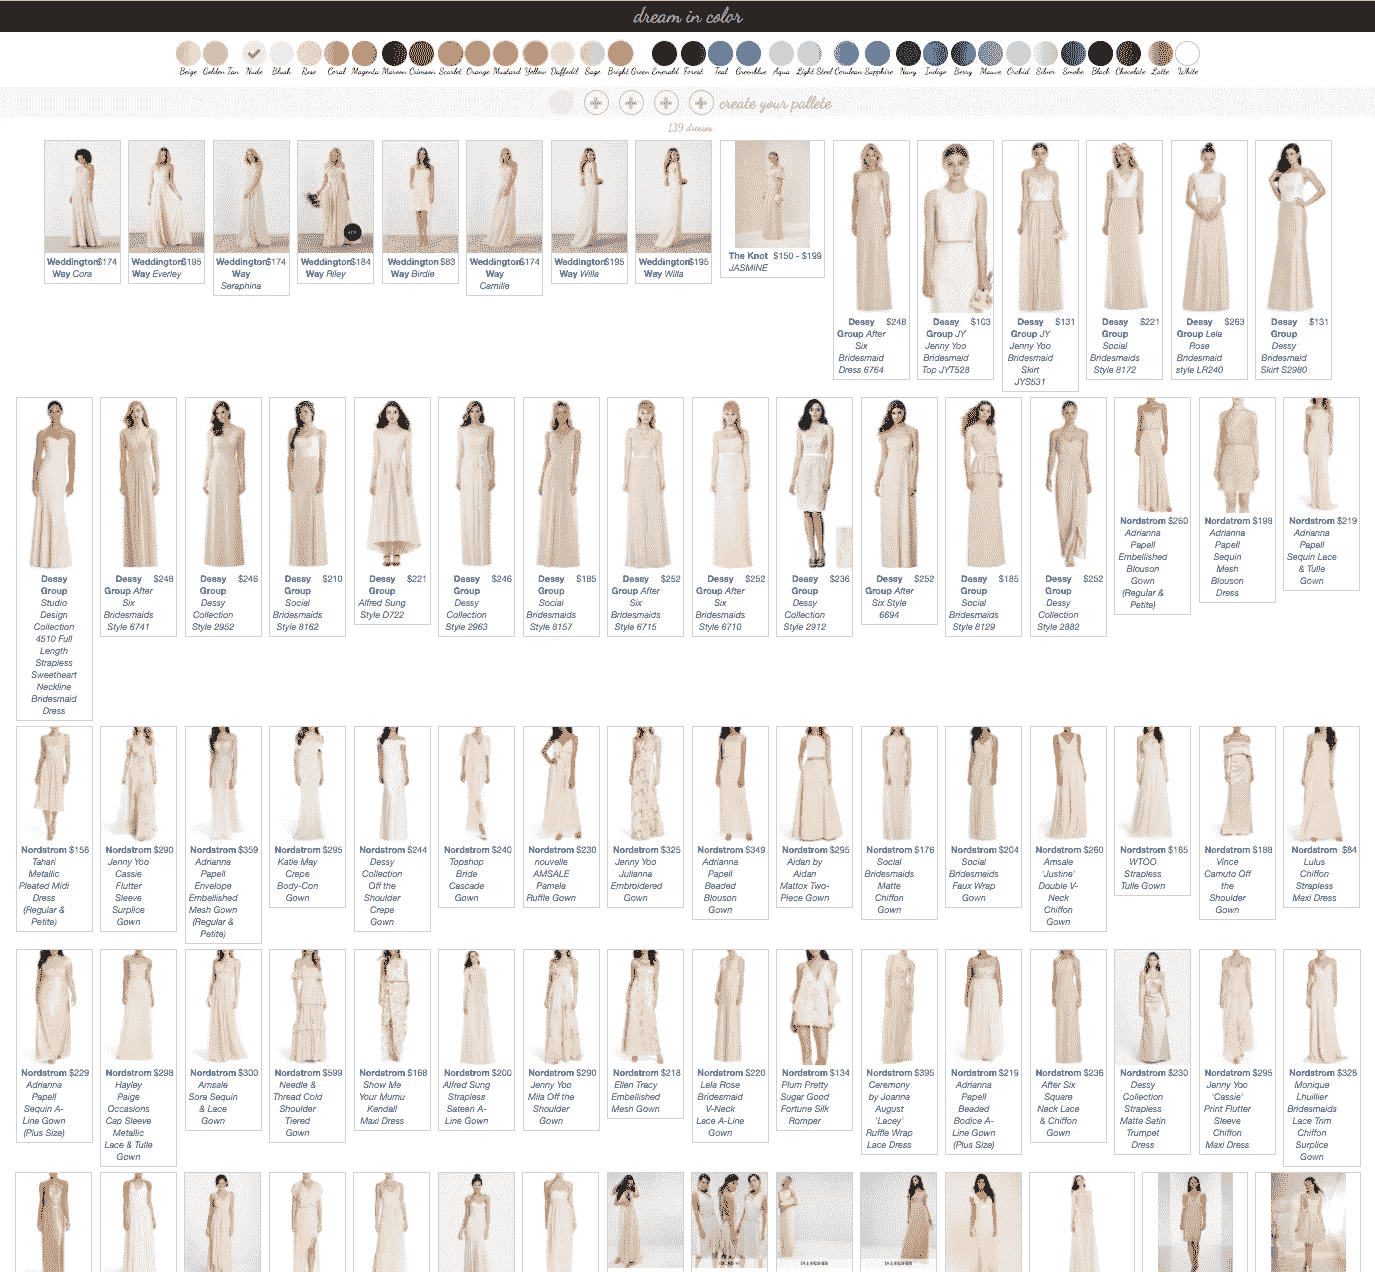 dream in color
Beige Golden Tan Nude Blush Rose Coral Magenta Maroon Crimson Scarlet Orange Mustard Yellow Daffodil Sage Bright Green Emerald Forest Teal Greenblue Aqua Light Steel Cerulean Sapphire Navy Indigo Berry Mauve Orchid Silver Smoke Black Chocolate Latte White
create your pallete
139 dresses
Weddington $174
Way Cora
Weddington $195
Way Everley
Weddington $174
Way
Seraphina
Weddington $184
Way Riley
Weddington $83
Way Birdie
Weddington $174
Way
Camille
Weddington $195
Way Willa
Weddington $195
Way Willa
The Knot $150 - $199
JASMINE
Dessy $248
Group After
Six
Bridesmaid
Dress 6764
Dessy $103
Group JY
Jenny Yoo
Bridesmaid
Top JYT528
Dessy $131
Group JY
Jenny Yoo
Bridesmaid
Skirt
JYS531
Dessy $221
Group
Social
Bridesmaids
Style 8172
Dessy $263
Group Lela
Rose
Bridesmaid
style LR240
Dessy $131
Group
Dessy
Bridesmaid
Skirt S2980
Dessy
Group
Studio
Design
Collection
4510 Full
Length
Strapless
Sweetheart
Neckline
Bridesmaid
Dress
Dessy $248
Group After
Six
Bridesmaids
Style 6741
Dessy $246
Group
Dessy
Collection
Style 2952
Dessy $210
Group
Social
Bridesmaids
Style 8162
Dessy $221
Group
Alfred Sung
Style D722
Dessy $246
Group
Dessy
Collection
Style 2963
Dessy $185
Group
Social
Bridesmaids
Style 8157
Dessy $252
Group After
Six
Bridesmaids
Style 6715
Dessy $252
Group After
Six
Bridesmaids
Style 6710
Dessy $236
Group
Dessy
Collection
Style 2912
Dessy $252
Group After
Six Style
6694
Dessy $185
Group
Social
Bridesmaids
Style 8129
Dessy $252
Group
Dessy
Collection
Style 2882
Nordstrom $260
Adrianna
Papell
Embellished
Blouson
Gown
(Regular &
Petite)
Nordstrom $198
Adrianna
Papell
Sequin
Mesh
Blouson
Dress
Nordstrom $219
Adrianna
Papell
Sequin Lace
& Tulle
Gown
Nordstrom $158
Tahari
Metallic
Pleated Midi
Dress
(Regular &
Petite)
Nordstrom $290
Jenny Yoo
Cassie
Flutter
Sleeve
Surplice
Gown
Nordstrom $359
Adrianna
Papell
Envelope
Embellished
Mesh Gown
(Regular &
Petite)
Nordstrom $295
Katie May
Crepe
Body-Con
Gown
Nordstrom $244
Dessy
Collection
Off the
Shoulder
Crepe
Gown
Nordstrom $240
Topshop
Bride
Cascade
Gown
Nordstrom $230
nouvelle
AMSALE
Pamela
Ruffle Gown
Nordstrom $325
Jenny Yoo
Julianna
Embroidered
Gown
Nordstrom $349
Adrianna
Papell
Beaded
Blouson
Gown
Nordstrom $295
Aidan by
Aidan
Mattox Two-
Piece Gown
Nordstrom $176
Social
Bridesmaids
Matte
Chiffon
Gown
Nordstrom $204
Social
Bridesmaids
Faux Wrap
Gown
Nordstrom $260
Amsale
'Justine'
Double V-
Neck
Chiffon
Gown
Nordstrom $185
WTOO
Strapless
Tulle Gown
Nordstrom $188
Vince
Camuto Off
the
Shoulder
Gown
Nordstrom $84
Lulus
Chiffon
Strapless
Maxi Dress
Nordstrom $229
Adrianna
Papell
Sequin A-
Line Gown
(Plus Size)
Nordstrom $298
Hayley
Paige
Occasions
Cap Sleeve
Metallic
Lace & Tulle
Gown
Nordstrom $300
Amsale
Sora Sequin
& Lace
Gown
Nordstrom $599
Needle &
Thread Cold
Shoulder
Tiered
Gown
Nordstrom $168
Show Me
Your Mumu
Kendall
Maxi Dress
Nordstrom $200
Alfred Sung
Strapless
Sateen A-
Line Gown
Nordstrom $290
Jenny Yoo
Mila Off the
Shoulder
Gown
Nordstrom $218
Ellen Tracy
Embellished
Mesh Gown
Nordstrom $220
Lela Rose
Bridesmaid
V-Neck
Lace A-Line
Gown
Nordstrom $134
Plum Pretty
Sugar Good
Fortune Silk
Romper
Nordstrom $395
Ceremony
by Joanna
August
'Lacey'
Ruffle Wrap
Lace Dress
Nordstrom $219
Adrianna
Papell
Beaded
Bodice A-
Line Gown
(Plus Size)
Nordstrom $236
After Six
Square
Neck Lace
& Chiffon
Gown
Nordstrom $230
Dessy
Collection
Strapless
Matte Satin
Trumpet
Dress
Nordstrom $295
Jenny Yoo
'Cassie'
Print Flutter
Sleeve
Chiffon
Maxi Dress
Nordstrom $328
Monique
Lhuillier
Bridesmaids
Lace Trim
Chiffon
Surplice
Gown